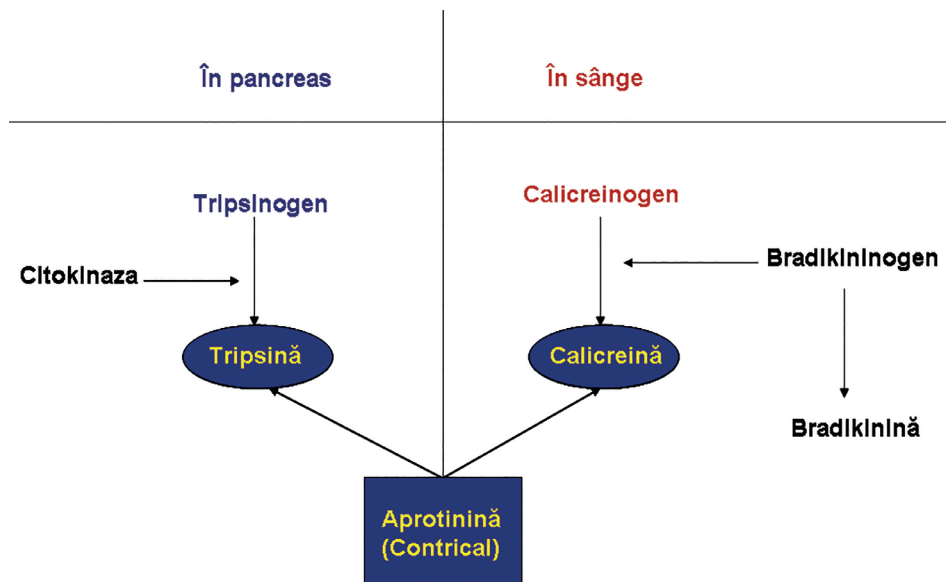 În pancreas
În sânge
Tripsinogen
Calicreinogen
Citokinaza
Bradikininogen
Tripsină
Calicreină
Bradikinină
Aprotinină
(Contrical)